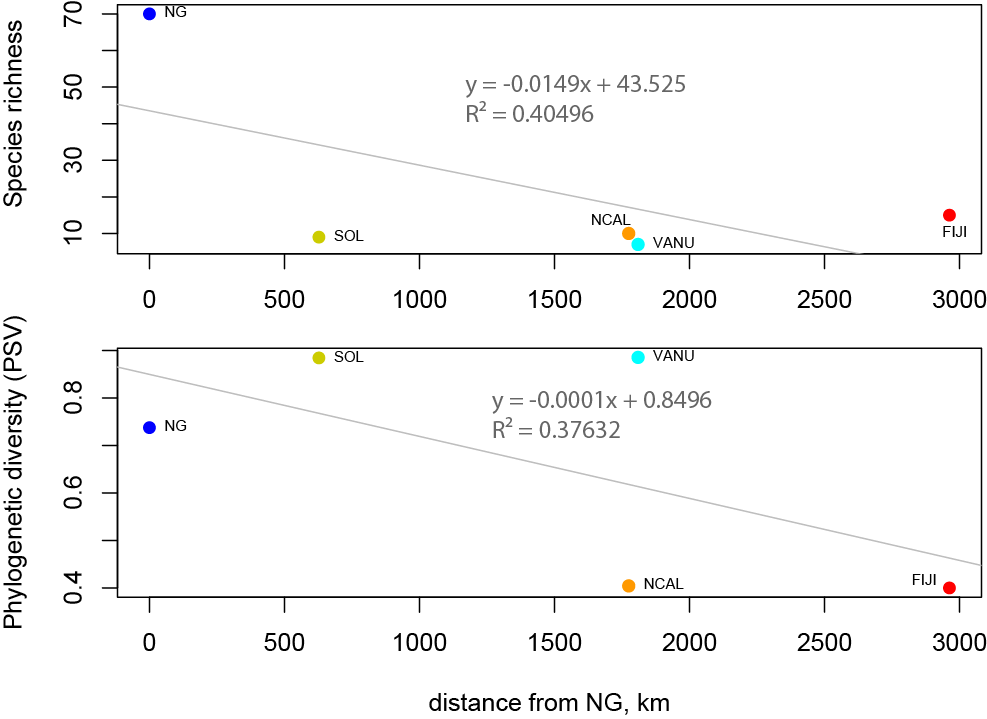 Species richness
70
50
30
10
NG
y = -0.0149x + 43.525
R² = 0.40496
SOL
NCAL
VANU
FIJI
0 500 1000 1500 2000 2500 3000
Phylogenetic diversity (PSV)
0.8
0.6
0.4
SOL
VANU
y = -0.0001x + 0.8496
R² = 0.37632
NG
NCAL
FIJI
0 500 1000 1500 2000 2500 3000
distance from NG, km